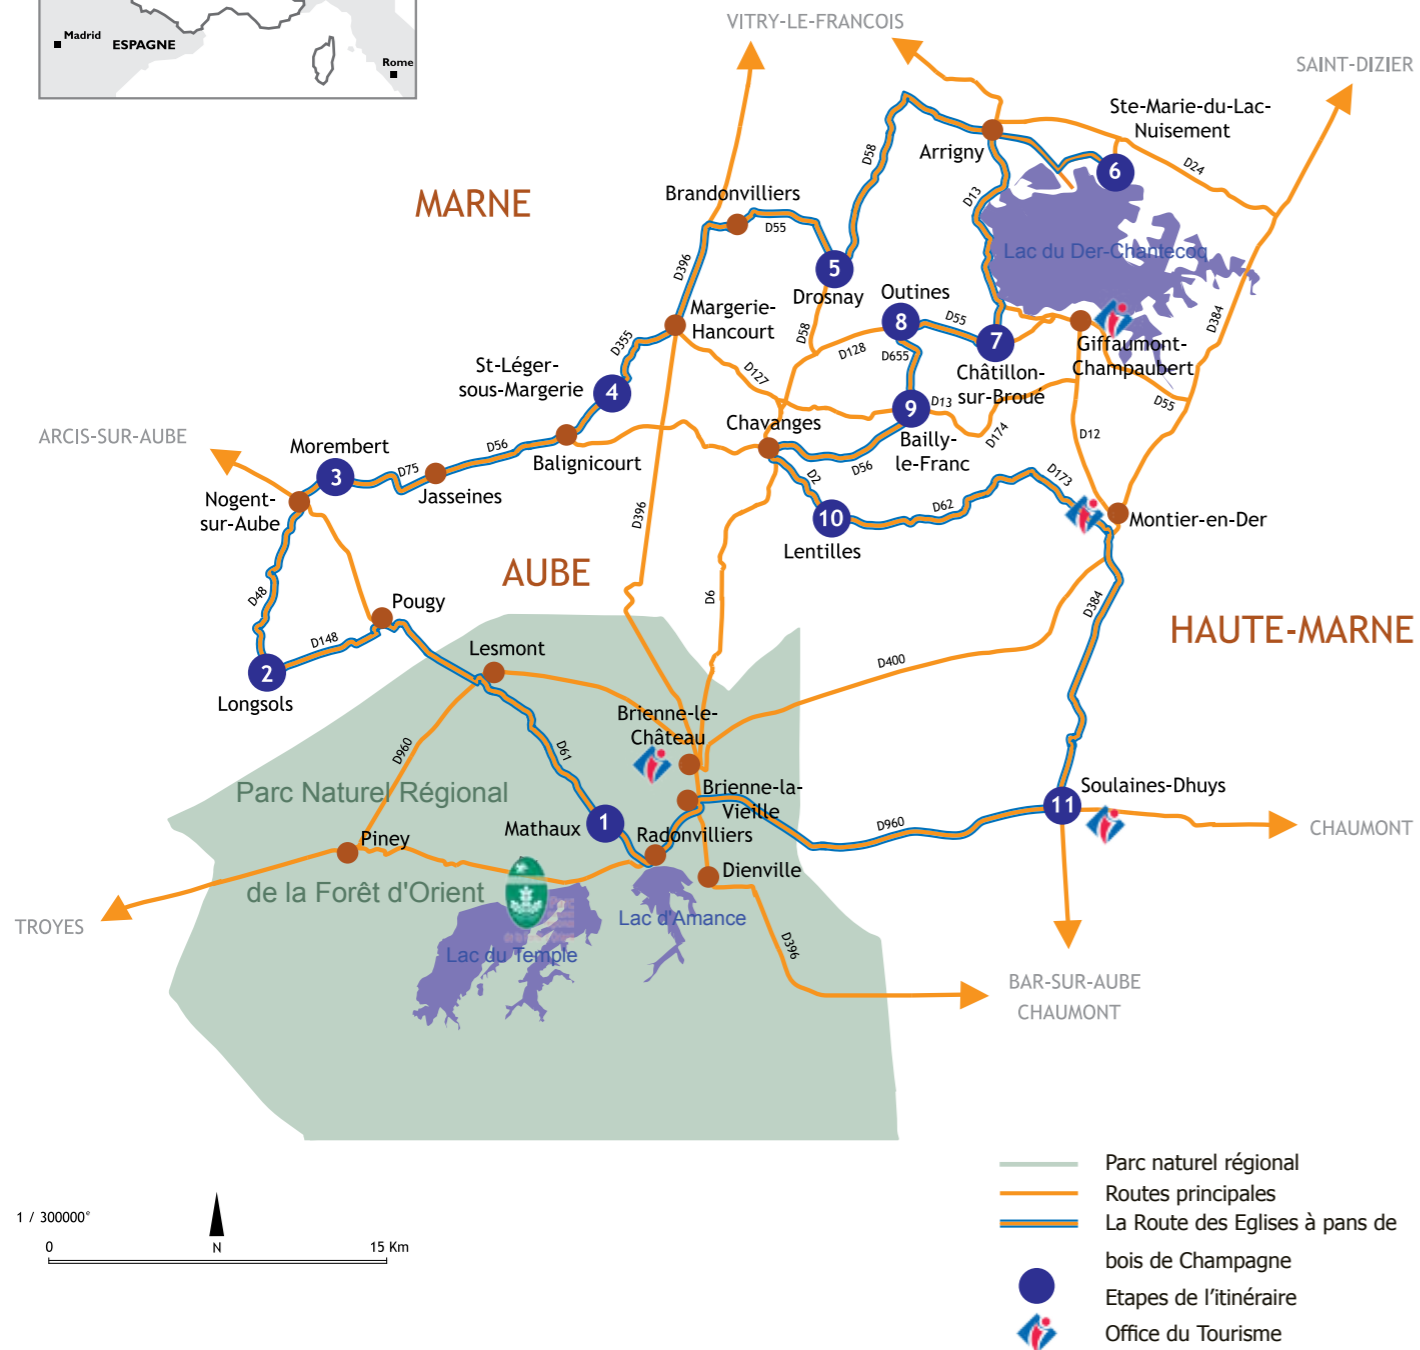 Madrid
ESPAGNE
Rome
VITRY-LE-FRANCOIS
SAINT-DIZIER
Ste-Marie-du-Lac-
Nuisement
Arrigny
D58
D24
6
MARNE
Brandonvilliers
D13
D55
Lac du Der-Chantecoq
D396
5
Drosnay
Outines
Margerie-
Hancourt
8
D55
D384
D58
D355
D128
D655
7
Giffaumont-
Champaubert
St-Léger-
sous-Margerie
Châtillon-
sur-Broué
D127
4
D13
9
D55
Chavanges
D174
D12
ARCIS-SUR-AUBE
Morembert
D56
Balignicourt
Bailly-
le-Franc
D56
3
D75
Jasseines
D2
D173
Nogent-
sur-Aube
D396
10
D62
Montier-en-Der
Lentilles
AUBE
D48
D6
Pougy
D384
HAUTE-MARNE
D148
Lesmont
2
D400
Longsols
Brienne-le-
Château
D960
D61
Parc Naturel Régional
Brienne-la-
Vieille
Soulaines-Dhuys
11
Mathaux
1
D960
Radonvilliers
CHAUMONT
Piney
Dienville
de la Forêt d'Orient
TROYES
Lac d'Amance
Lac du Temple
D396
BAR-SUR-AUBE
CHAUMONT
Parc naturel régional
Routes principales
La Route des Eglises à pans de
bois de Champagne
Etapes de l'itinéraire
Office du Tourisme
1 / 300000°
N
0
15 Km